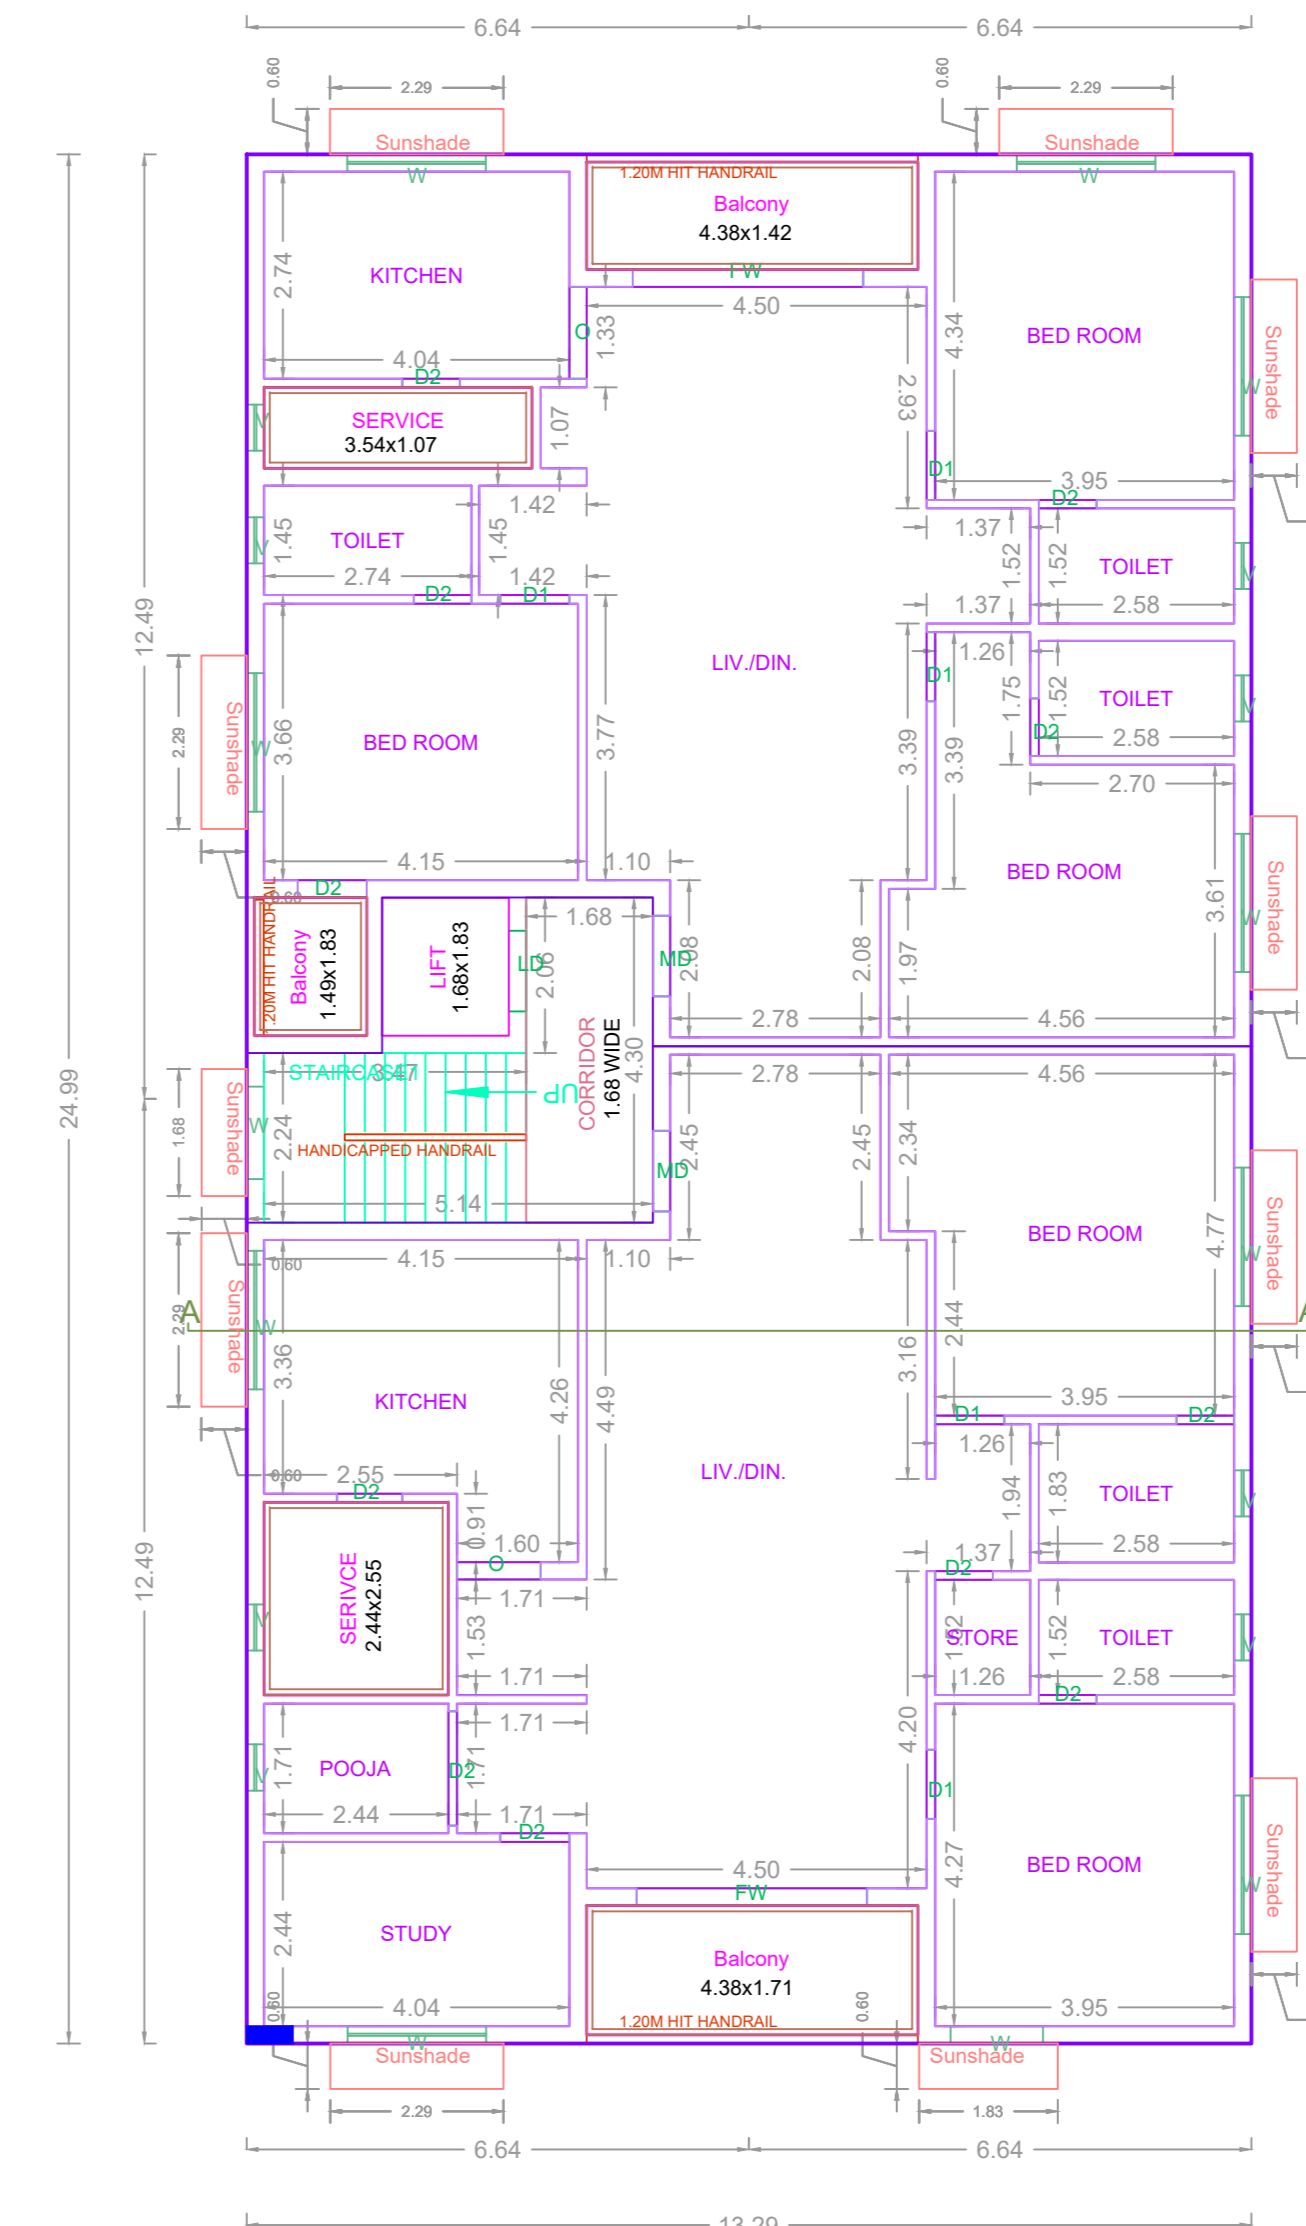 6.64
6.64
0.60
2.29
0.60
2.29
Sunshade
Sunshade
W
1.20M HIT HANDRAIL
W
Balcony
4.38x1.42
FW
2.74
KITCHEN
4.50
4.34
BED ROOM
Sunshade
O
1.33
4.04
D2
2.93
W
SERVICE
3.54x1.07
1.07
D1
3.95
D2
1.42
1.37
1.45
TOILET
1.45
1.52
1.52
TOILET
2.74
1.42
D2
D1
1.37
2.58
12.49
LIV./DIN.
D1
1.26
1.75
1.52
TOILET
Sunshade
2.29
W
3.66
BED ROOM
3.77
3.39
3.39
D2
2.58
2.70
4.15
1.10
BED ROOM
Sunshade
3.61
W
D2
0.60
1.20M HIT HANDRAIL
Balcony
1.49x1.83
LIFT
1.68x1.83
LD
1.68
2.06
MD
2.08
2.08
1.97
2.78
4.56
CORRIDOR
1.68 WIDE
4.30
24.99
STAIRCASE
3.47
UP
2.78
4.56
Sunshade
1.68
W
2.24
HANDICAPPED HANDRAIL
MD
2.45
2.45
2.34
5.14
BED ROOM
4.77
Sunshade
W
0.60
4.15
1.10
A
A
2.29
Sunshade
W
3.36
KITCHEN
4.26
4.49
3.16
2.44
3.95
D1
D2
1.26
0.60
2.55
D2
LIV./DIN.
0.91
1.60
O
1.94
1.83
TOILET
2.58
12.49
1.37
D2
SERIVCE
2.44x2.55
1.71
1.53
1.52
STORE
1.52
TOILET
1.71
1.26
2.58
D2
1.71
1.71
POOJA
D2
1.71
4.20
D1
2.44
1.71
D2
4.50
FW
4.27
BED ROOM
Sunshade
W
2.44
STUDY
Balcony
4.38x1.71
4.04
3.95
0.60
1.20M HIT HANDRAIL
0.60
W
W
Sunshade
Sunshade
2.29
1.83
6.64
6.64
13.29